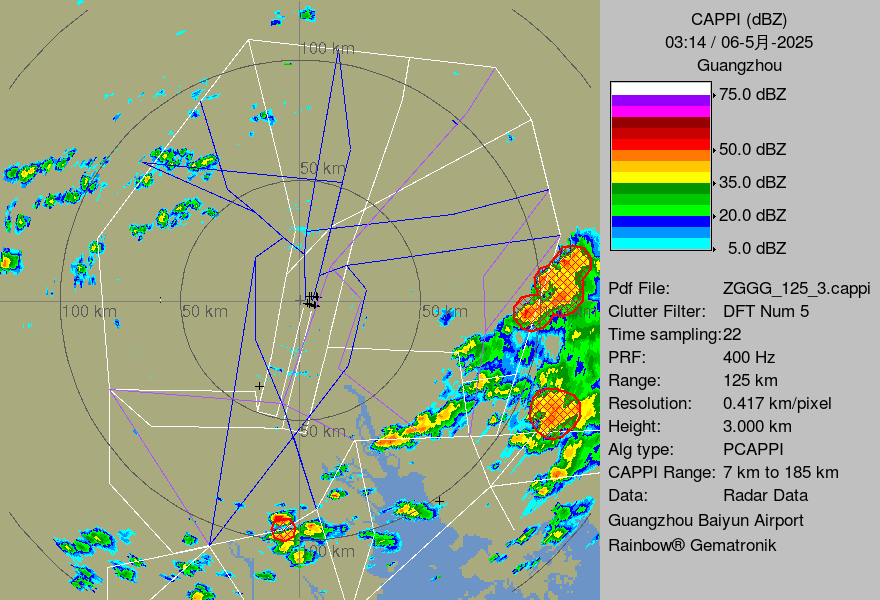 100 km
50 km
100 km
50 km
50 km
50 km
100 km
CAPPI (dBZ)
03:14 / 06-5月-2025
Guangzhou
75.0 dBZ
50.0 dBZ
35.0 dBZ
20.0 dBZ
5.0 dBZ
Pdf File: ZGGG_125_3.cappi
Clutter Filter: DFT Num 5
Time sampling:22
PRF: 400 Hz
Range: 125 km
Resolution: 0.417 km/pixel
Height: 3.000 km
Alg type: PCAPPI
CAPPI Range: 7 km to 185 km
Data: Radar Data
Guangzhou Baiyun Airport
Rainbow® Gematronik